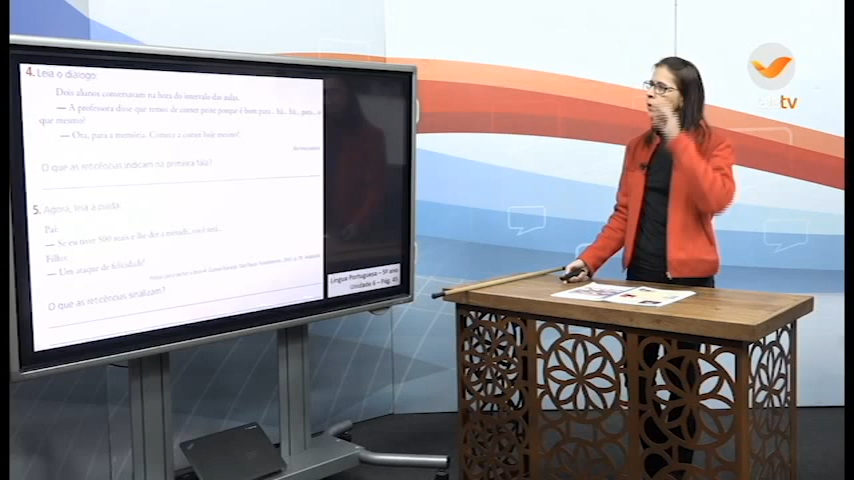 4. Leia o diálogo:
Dois alunos conversavam na hora do intervalo das aulas.
— A professora disse que temos de comer peixe porque é bom para... hã... hã... para... o
que mesmo?
— Ora, para a memória. Comece a comer hoje mesmo!
O que as reticências indicam na primeira fala?
5. Agora, leia a piada:
Pai:
— Se eu tiver 500 reais e lhe der a metade, você terá...
Filho:
— Um ataque de felicidade!
O que as reticências sinalizam?
Língua Portuguesa – 5º ano
Unidade 6 – Pág. 45
tv